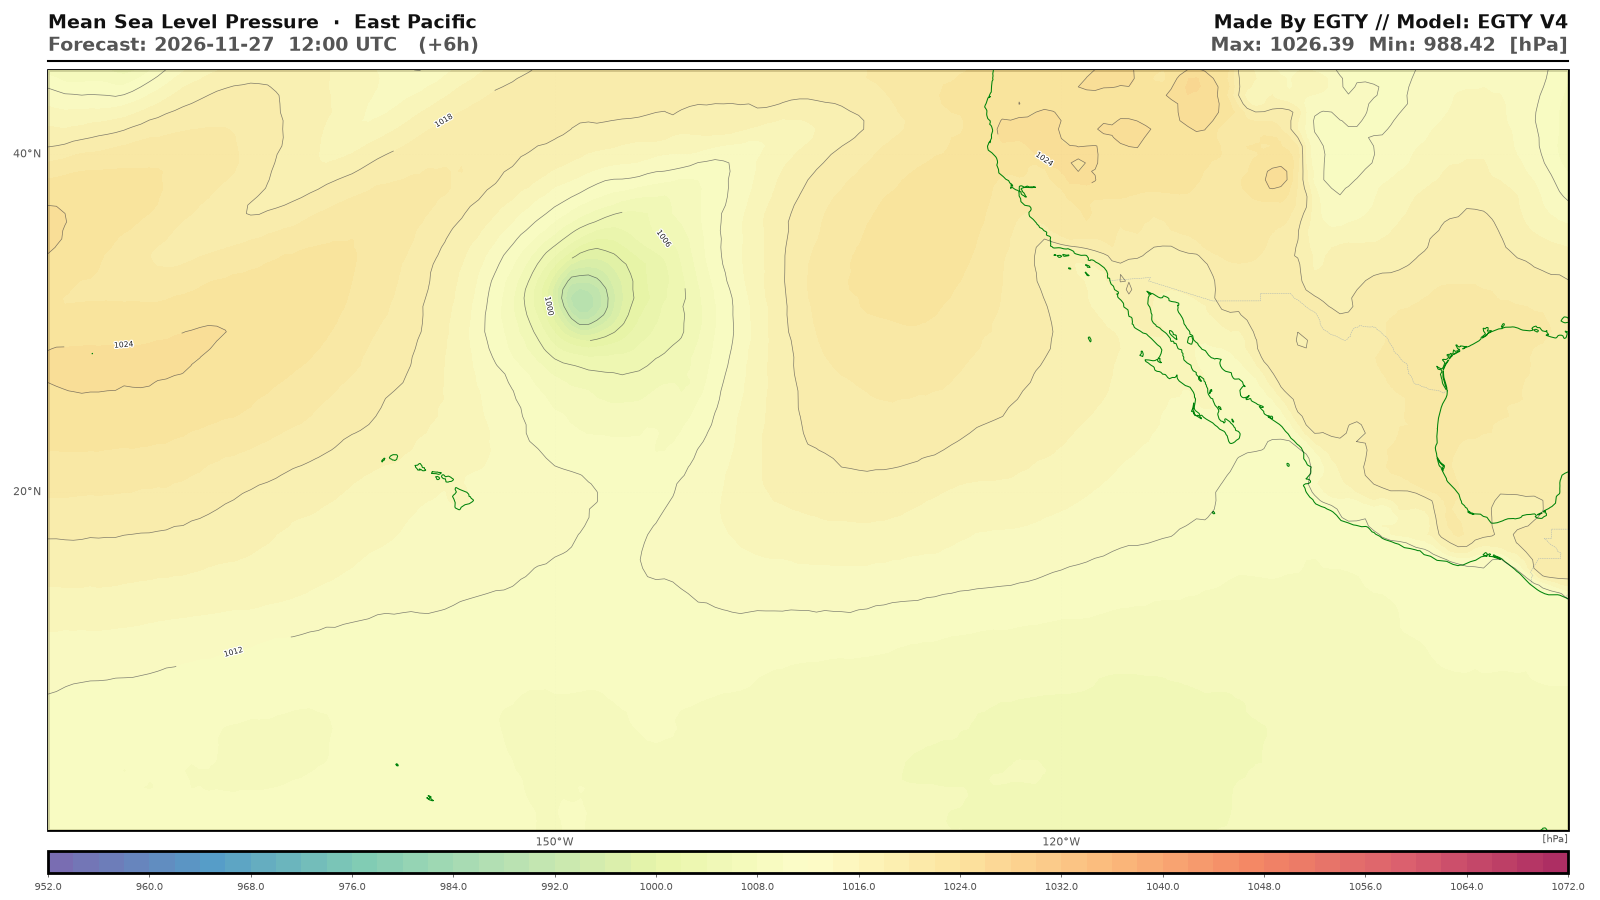 Mean Sea Level Pressure · East Pacific
Made By EGTY // Model: EGTY V4
Forecast: 2026-11-27 12:00 UTC (+6h)
Max: 1026.39 Min: 988.42 [hPa]
1018
40°N
1024
1006
1000
1024
20°N
1012
150°W
120°W
[hPa]
952.0 960.0 968.0 976.0 984.0 992.0 1000.0 1008.0 1016.0 1024.0 1032.0 1040.0 1048.0 1056.0 1064.0 1072.0